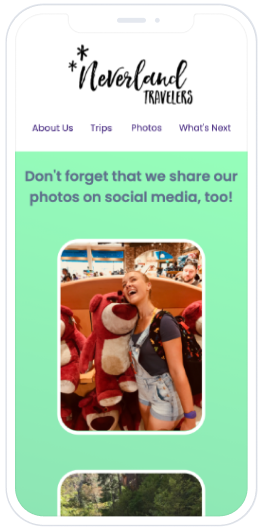 Neverland
TRAVELERS
About Us Trips Photos What's Next
Don't forget that we share our
photos on social media, too!